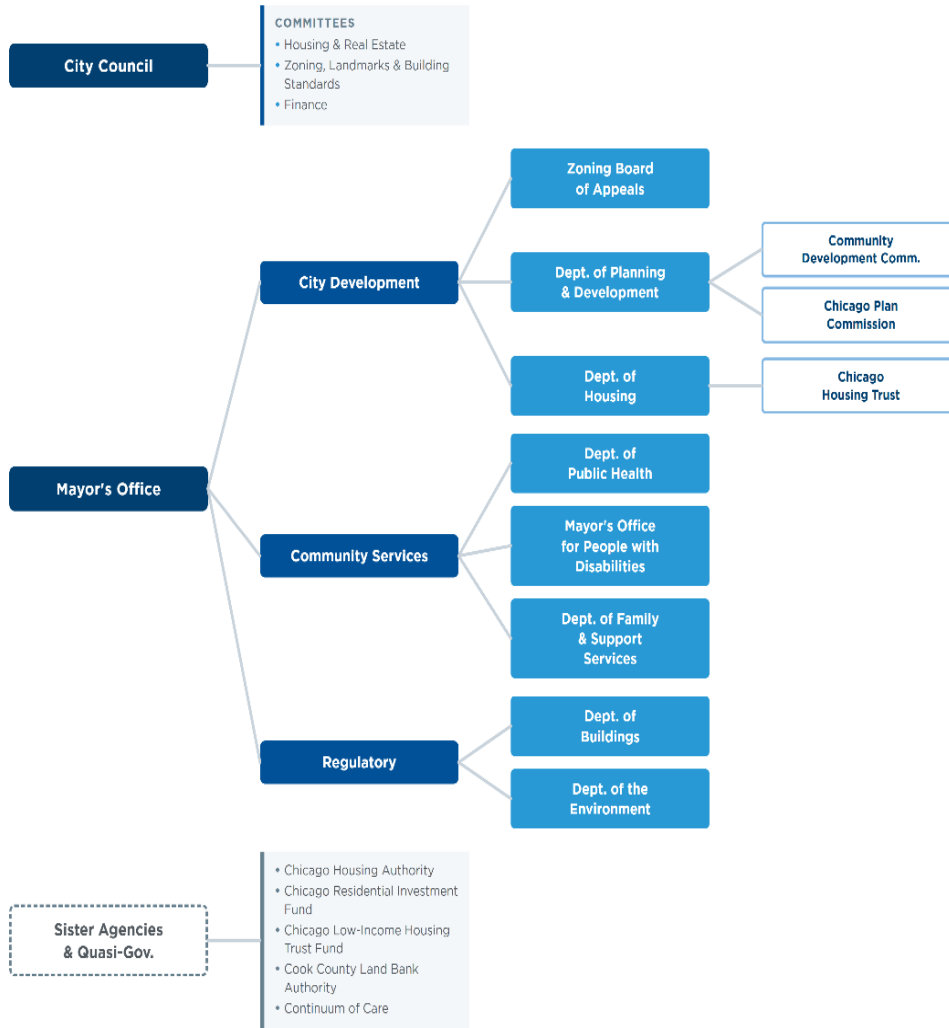 City Council
COMMITTEES
• Housing & Real Estate
• Zoning, Landmarks & Building
Standards
• Finance
Mayor's Office
City Development
Zoning Board
of Appeals
Dept. of Planning
& Development
Community
Development Comm.
Chicago Plan
Commission
Dept. of
Housing
Chicago
Housing Trust
Community Services
Dept. of
Public Health
Mayor's Office
for People with
Disabilities
Dept. of Family
& Support
Services
Regulatory
Dept. of
Buildings
Dept. of the
Environment
Sister Agencies
& Quasi-Gov.
• Chicago Housing Authority
• Chicago Residential Investment
Fund
• Chicago Low-Income Housing
Trust Fund
• Cook County Land Bank
Authority
• Continuum of Care